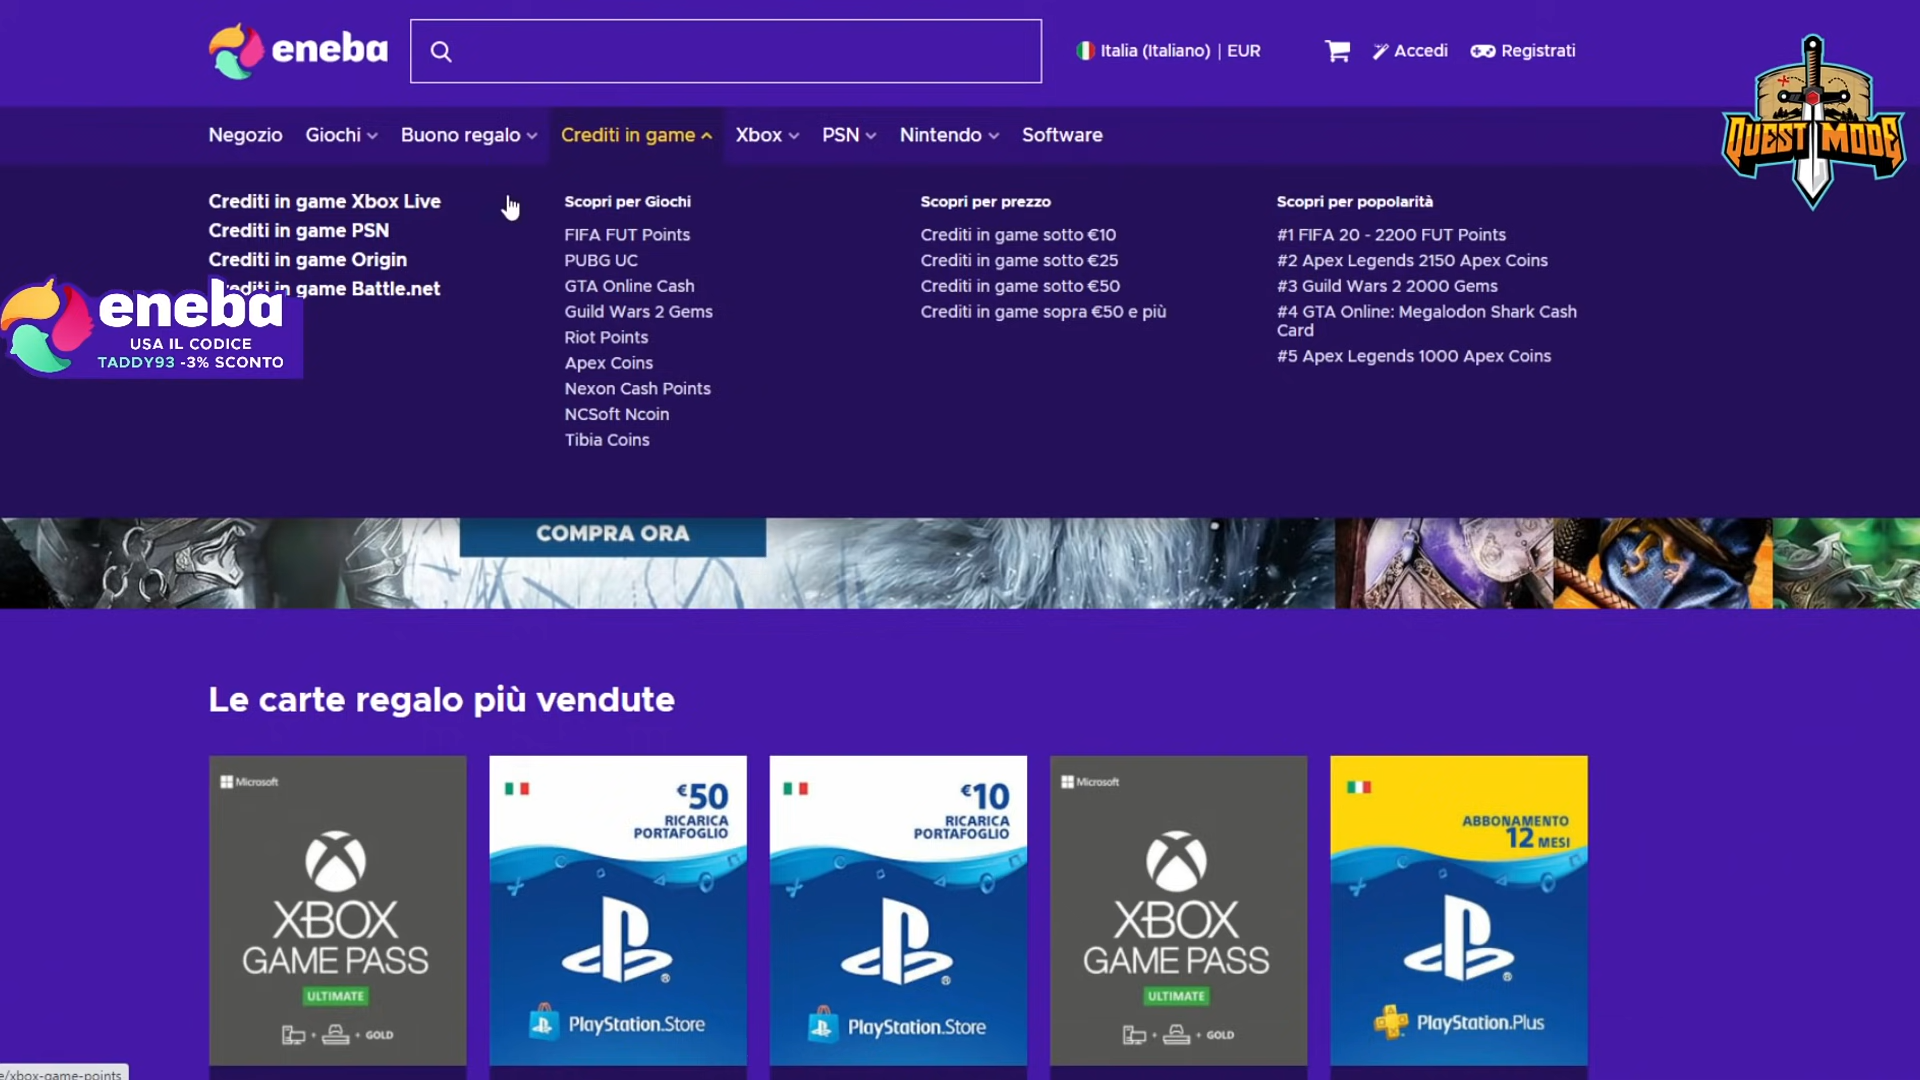 eneba
Italia (Italiano) | EUR
Accedi
Registrati
QUEST MODE
Negozio
Giochi
Buono regalo
Crediti in game
Xbox
PSN
Nintendo
Software
Crediti in game Xbox Live
Crediti in game PSN
Crediti in game Origin
Crediti in game Battle.net
eneba
USA IL CODICE
TADDY93 -3% SCONTO
Scopri per Giochi
FIFA FUT Points
PUBG UC
GTA Online Cash
Guild Wars 2 Gems
Riot Points
Apex Coins
Nexon Cash Points
NCSoft Ncoin
Tibia Coins
Scopri per prezzo
Crediti in game sotto €10
Crediti in game sotto €25
Crediti in game sotto €50
Crediti in game sopra €50 e più
Scopri per popolarità
#1 FIFA 20 - 2200 FUT Points
#2 Apex Legends 2150 Apex Coins
#3 Guild Wars 2 2000 Gems
#4 GTA Online: Megalodon Shark Cash
Card
#5 Apex Legends 1000 Apex Coins
COMPRA ORA
Le carte regalo più vendute
Microsoft
XBOX
GAME PASS
ULTIMATE
+ + GOLD
€50
RICARICA
PORTAFOGLIO
PlayStation.Store
€10
RICARICA
PORTAFOGLIO
PlayStation.Store
Microsoft
XBOX
GAME PASS
ULTIMATE
+ + GOLD
ABBONAMENTO
12 MESI
PlayStation.Plus
e/xbox-game-points